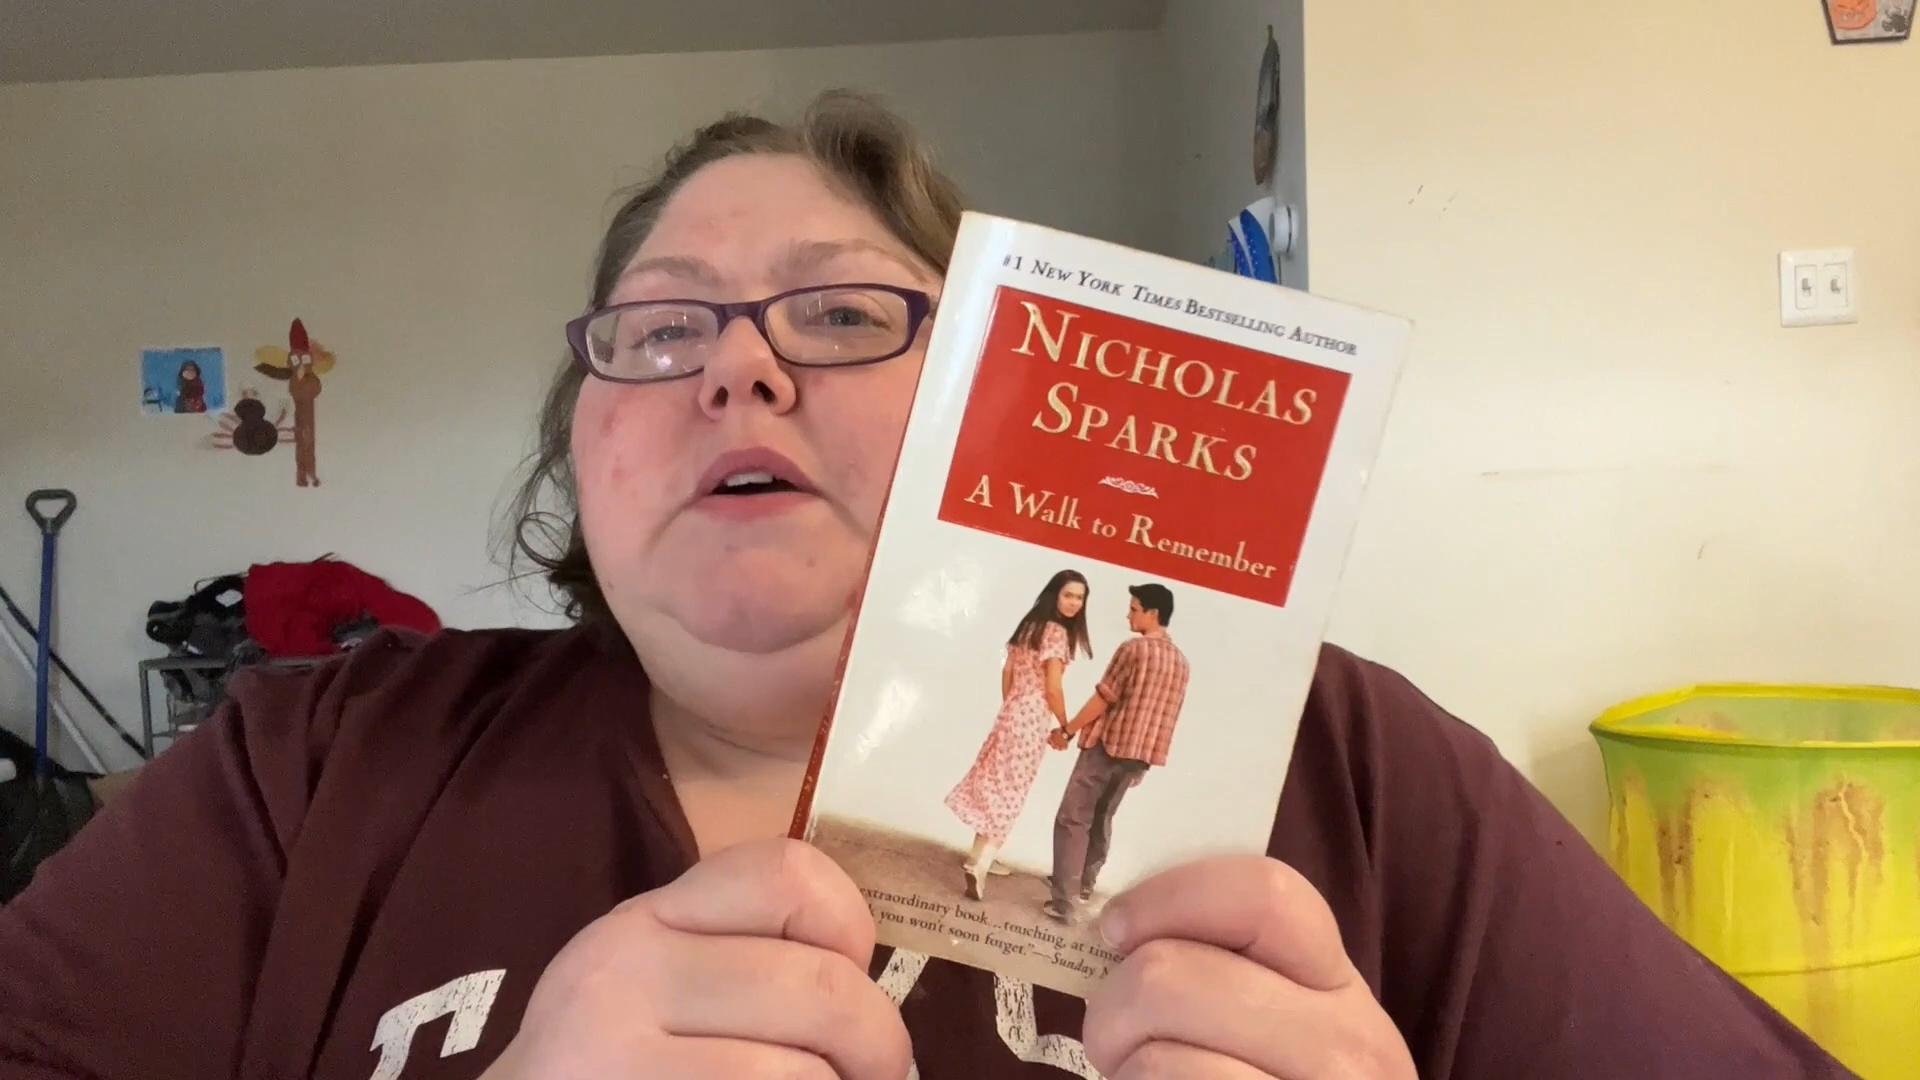 #1 New York Times Bestselling Author
Nicholas
Sparks
A Walk to Remember
extraordinary book...touching, at times
you won't soon forget."—Sunday